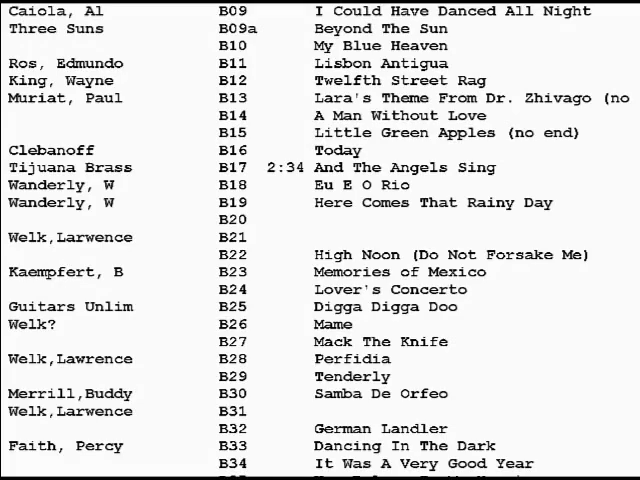 Caiola, Al B09 I Could Have Danced All Night
Three Suns B09a Beyond The Sun
B10 My Blue Heaven
Ros, Edmundo B11 Lisbon Antigua
King, Wayne B12 Twelfth Street Rag
Muriat, Paul B13 Lara's Theme From Dr. Zhivago (no
B14 A Man Without Love
B15 Little Green Apples (no end)
Clebanoff B16 Today
Tijuana Brass B17 2:34 And The Angels Sing
Wanderly, W B18 Eu E O Rio
Wanderly, W B19 Here Comes That Rainy Day
B20
Welk,Larwence B21
B22 High Noon (Do Not Forsake Me)
Kaempfert, B B23 Memories of Mexico
B24 Lover's Concerto
Guitars Unlim B25 Digga Digga Doo
Welk? B26 Mame
B27 Mack The Knife
Welk,Lawrence B28 Perfidia
B29 Tenderly
Merrill,Buddy B30 Samba De Orfeo
Welk,Larwence B31
B32 German Landler
Faith, Percy B33 Dancing In The Dark
B34 It Was A Very Good Year